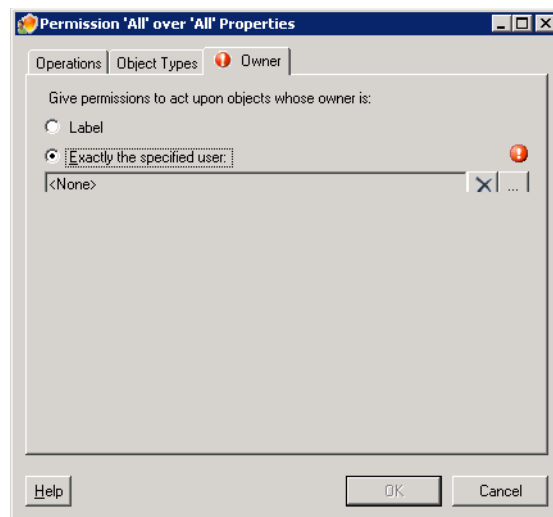 Permission 'All' over 'All' Properties
Operations Object Types Owner
Give permissions to act upon objects whose owner is:
Label
Exactly the specified user:
<None>
...
Help OK Cancel